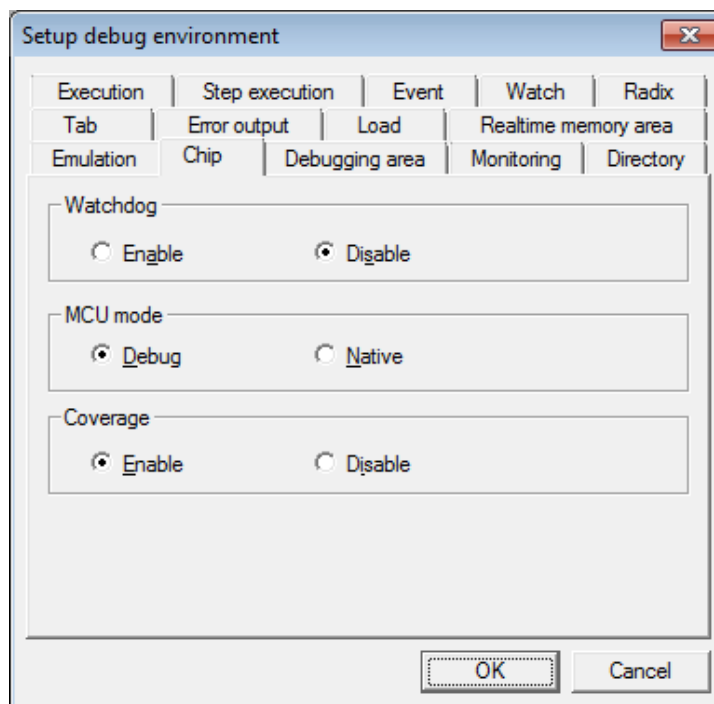 Setup debug environment
Execution Step execution Event Watch Radix
Tab Error output Load Realtime memory area
Emulation Chip Debugging area Monitoring Directory
Watchdog
Enable Disable
MCU mode
Debug Native
Coverage
Enable Disable
OK Cancel